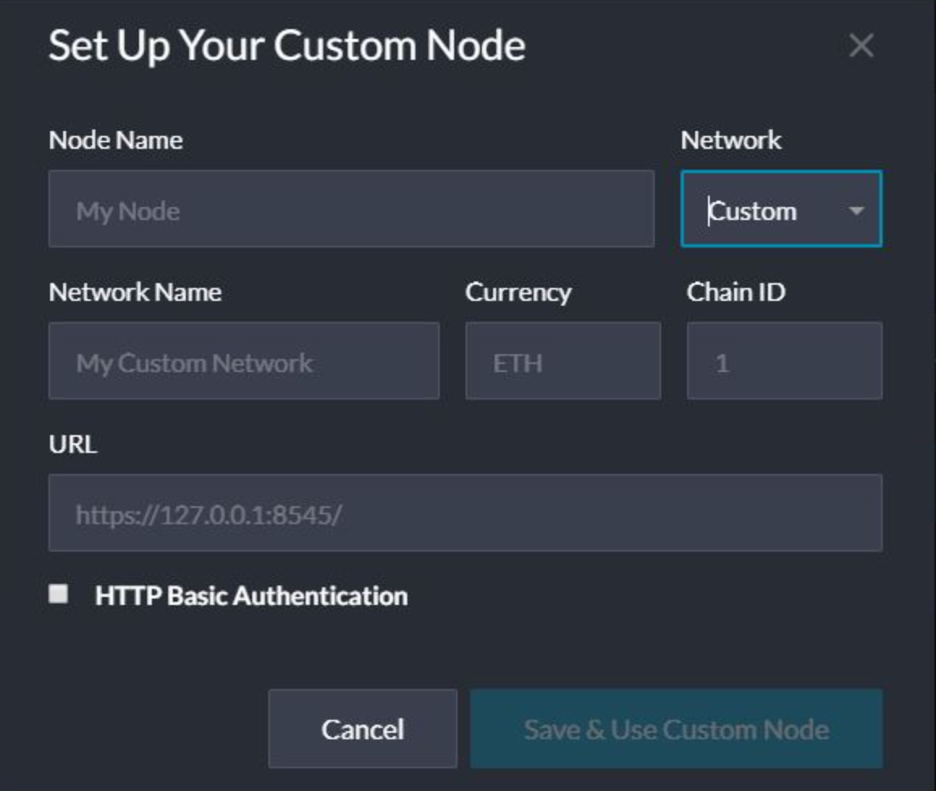 Set Up Your Custom Node
Node Name Network
My Node Custom
Network Name Currency Chain ID
My Custom Network ETH 1
URL
https://127.0.0.1:8545/
HTTP Basic Authentication
Cancel Save & Use Custom Node